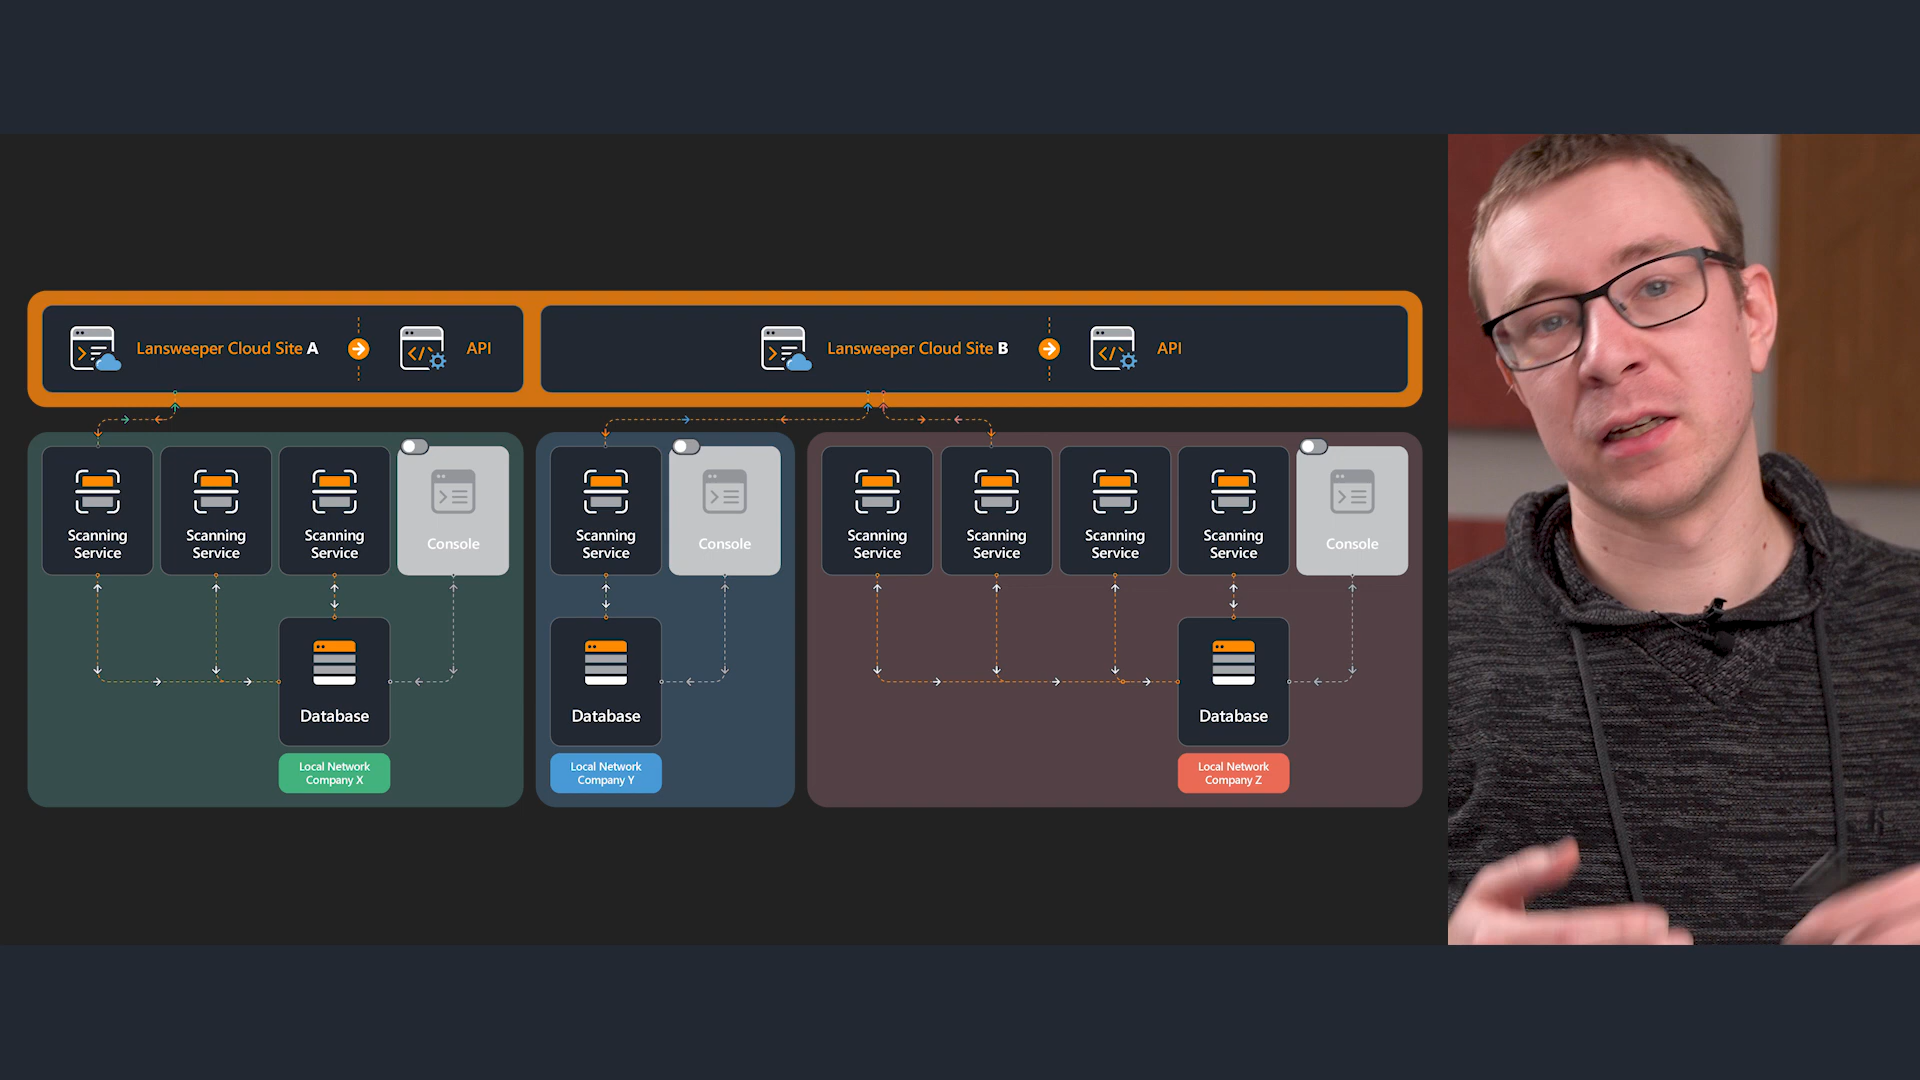 Lansweeper Cloud Site A
API
Lansweeper Cloud Site B
API
Scanning
Service
Scanning
Service
Scanning
Service
Console
Scanning
Service
Console
Scanning
Service
Scanning
Service
Scanning
Service
Scanning
Service
Console
Database
Database
Database
Local Network
Company X
Local Network
Company Y
Local Network
Company Z